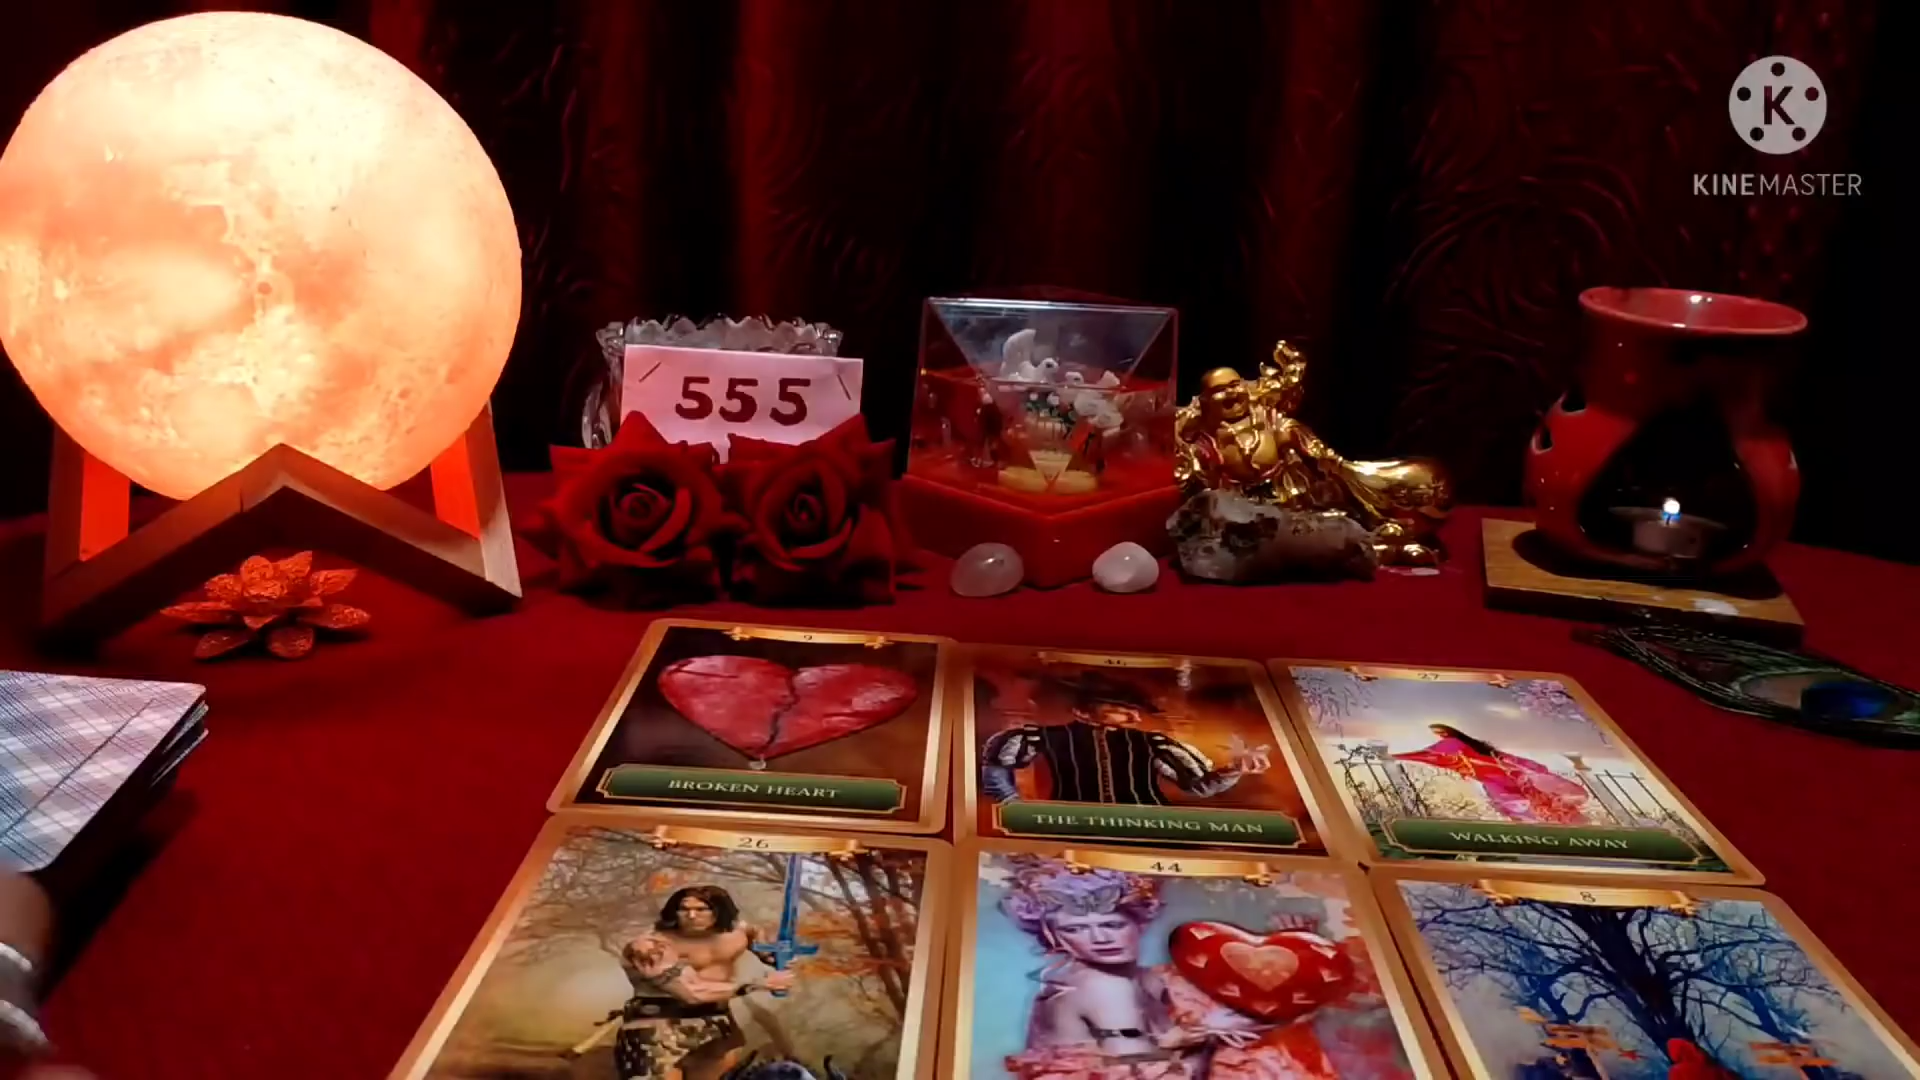 K
KINEMASTER
555
9
27
BROKEN HEART
THE THINKING MAN
WALKING AWAY
26
44
8